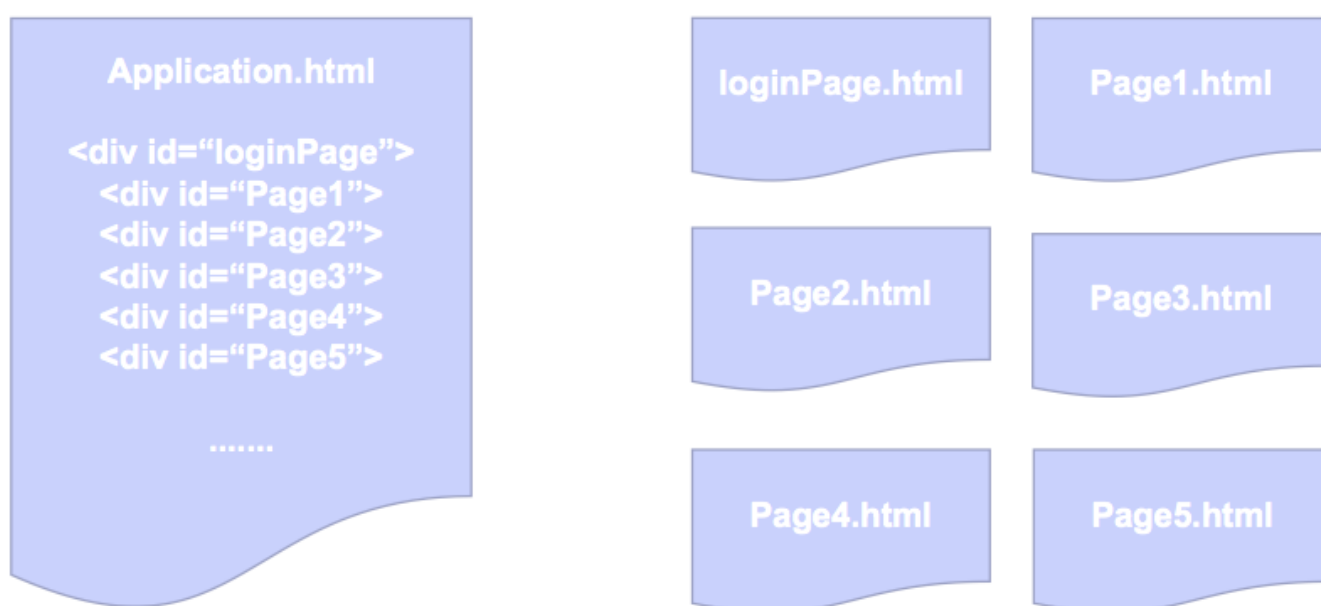 Application.html
<div id=“loginPage”>
<div id=“Page1”>
<div id=“Page2”>
<div id=“Page3”>
<div id=“Page4”>
<div id=“Page5”>
.......
loginPage.html
Page1.html
Page2.html
Page3.html
Page4.html
Page5.html